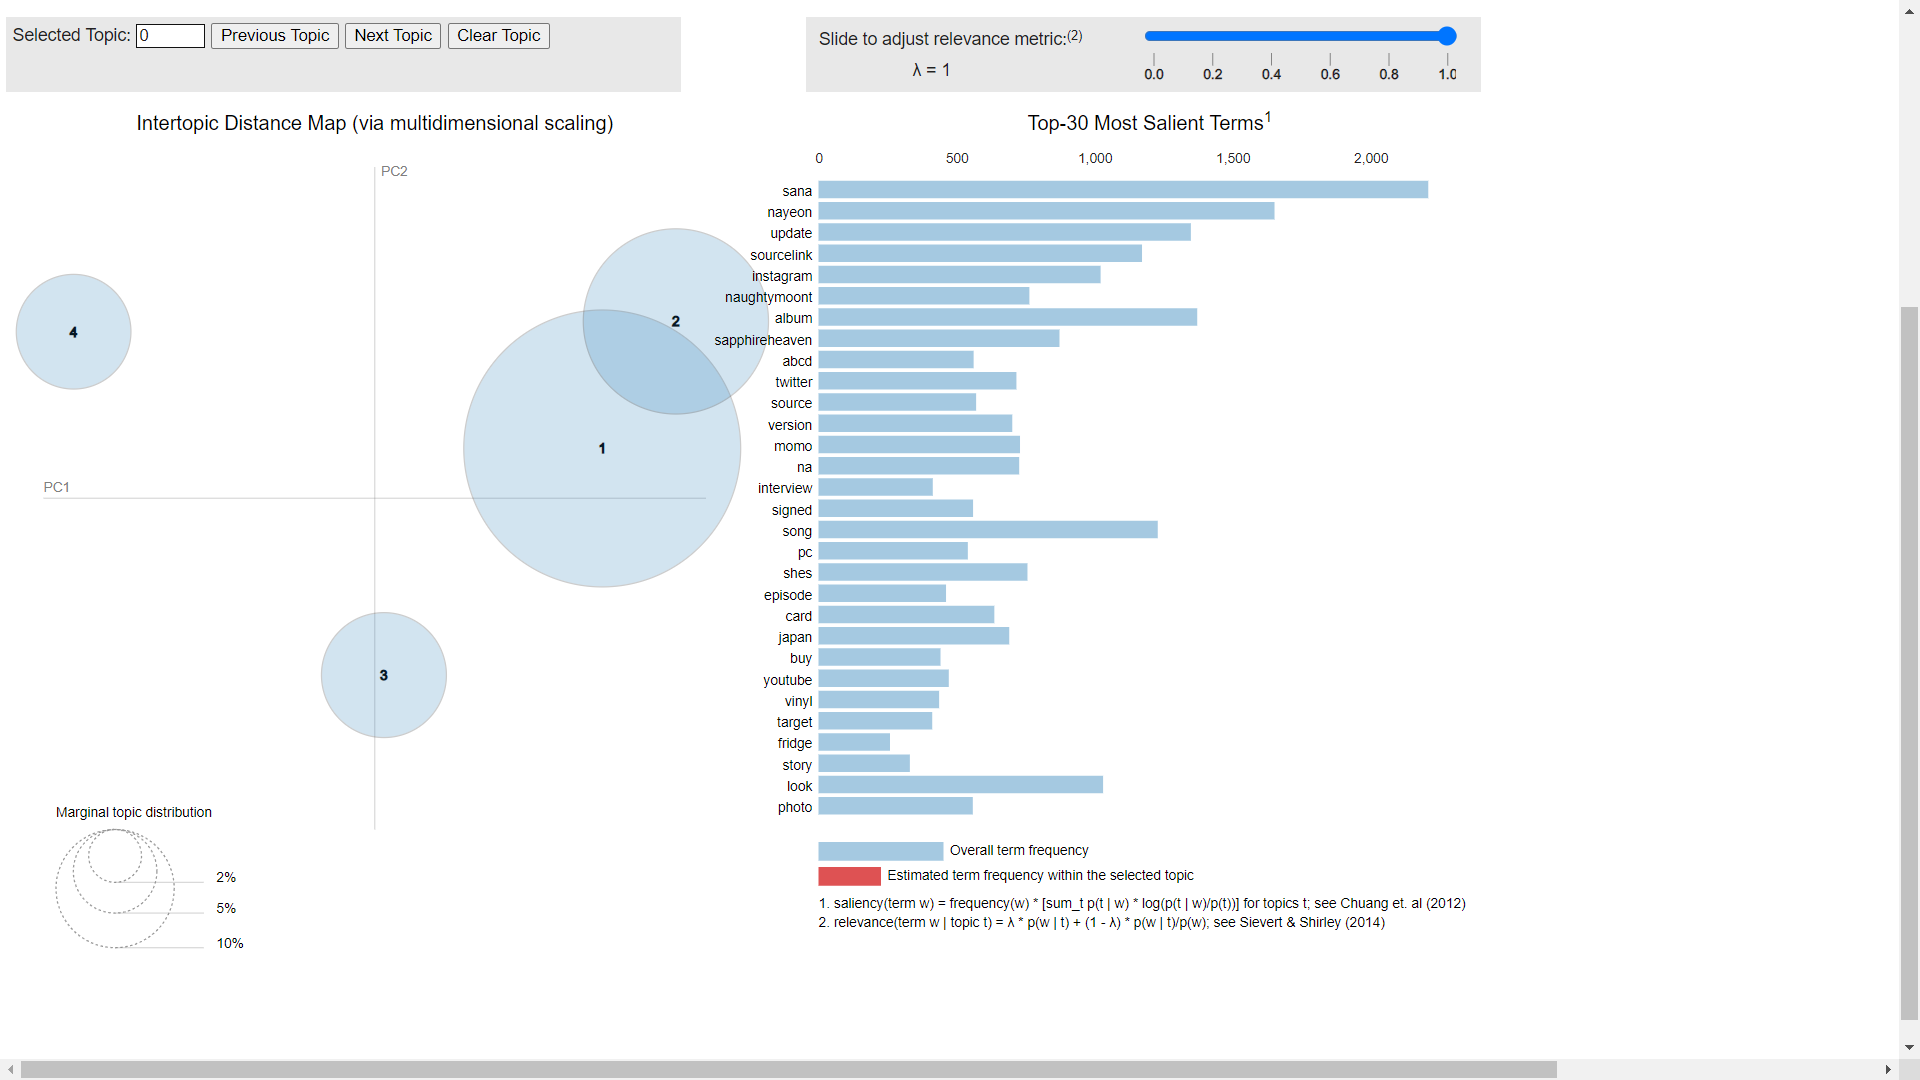 Selected Topic: 0 Previous Topic Next Topic Clear Topic
Slide to adjust relevance metric:(2)
λ = 1
0.0 0.2 0.4 0.6 0.8 1.0
Intertopic Distance Map (via multidimensional scaling)
PC2
PC1
4
2
1
3
Marginal topic distribution
2%
5%
10%
Top-30 Most Salient Terms1
0 500 1,000 1,500 2,000
sana
nayeon
update
sourcelink
instagram
naughtymoont
album
sapphireheaven
abcd
twitter
source
version
momo
na
interview
signed
song
pc
shes
episode
card
japan
buy
youtube
vinyl
target
fridge
story
look
photo
Overall term frequency
Estimated term frequency within the selected topic
1. saliency(term w) = frequency(w) * [sum_t p(t | w) * log(p(t | w)/p(t))] for topics t; see Chuang et. al (2012)
2. relevance(term w | topic t) = λ * p(w | t) + (1 - λ) * p(w | t)/p(w); see Sievert & Shirley (2014)